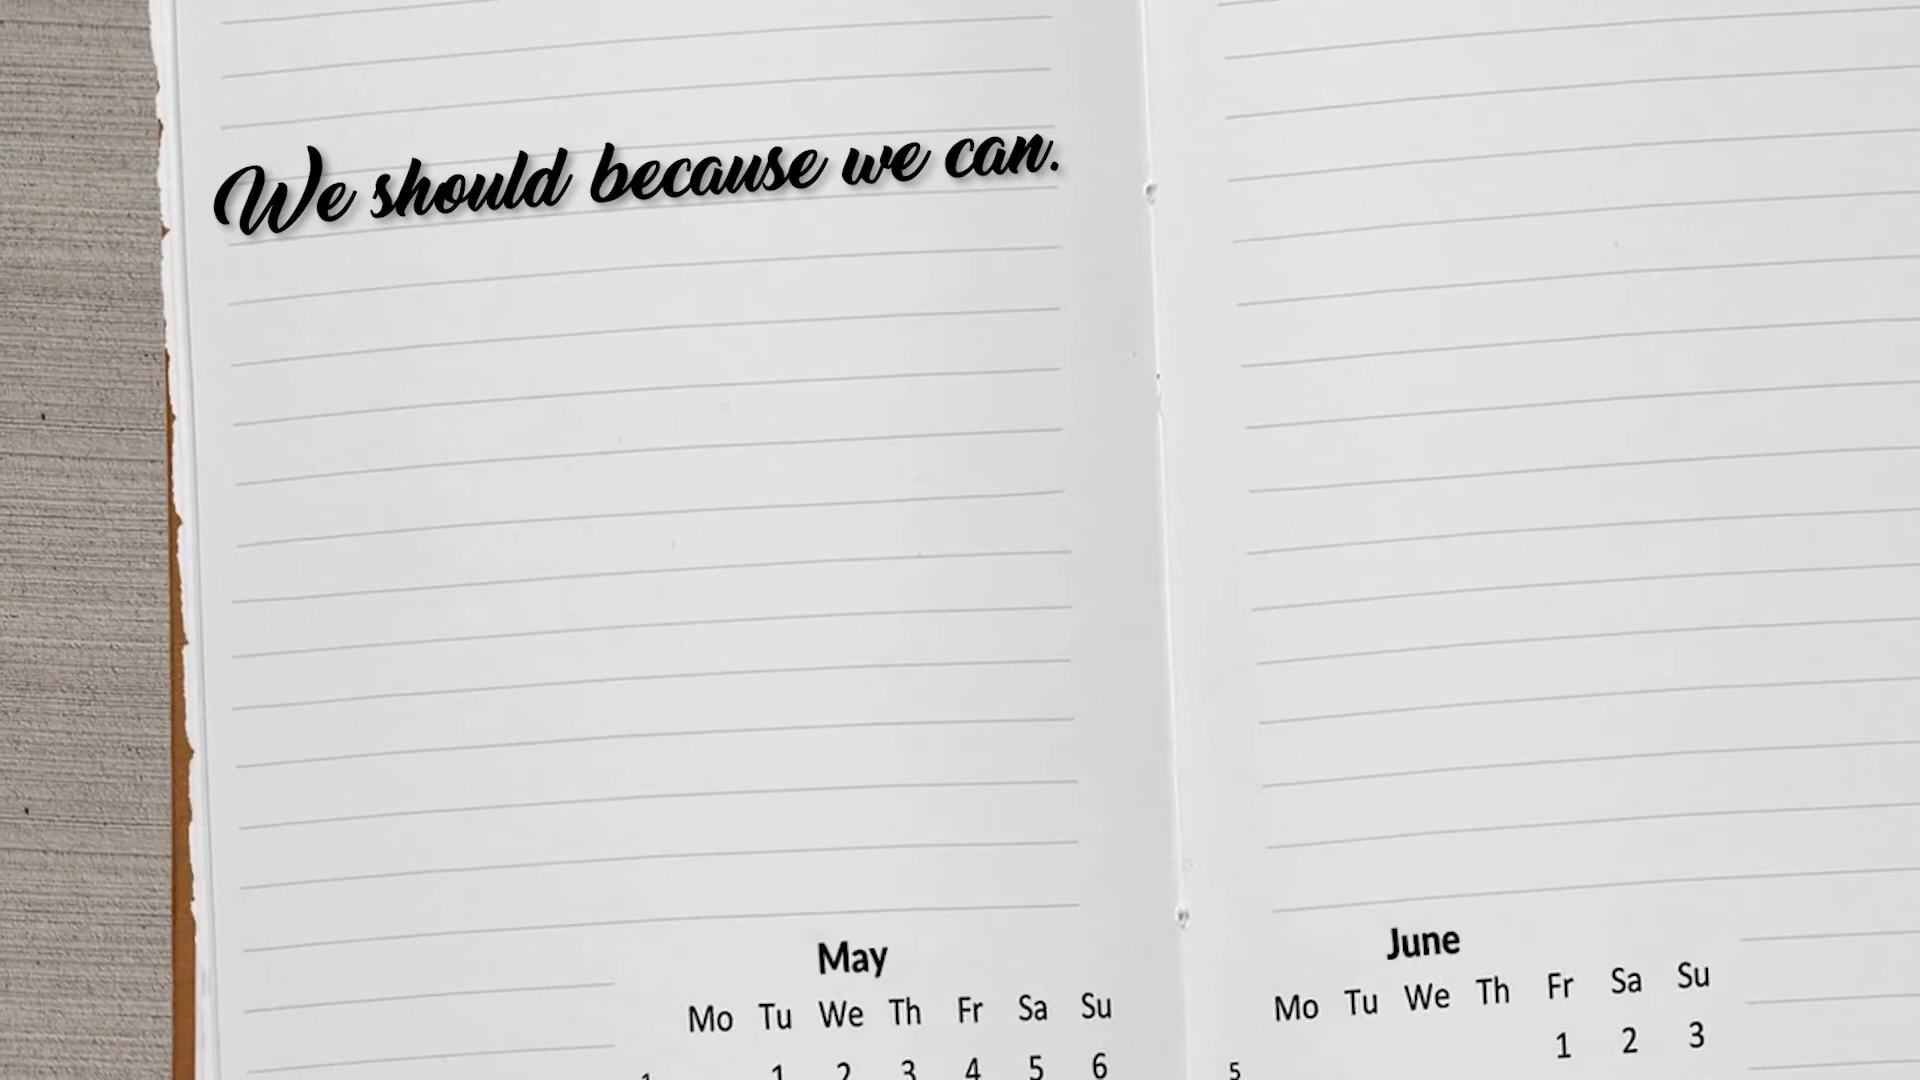 We should because we can.
May
Mo Tu We Th Fr Sa Su
1 2 3 4 5 6
June
Mo Tu We Th Fr Sa Su
5 1 2 3